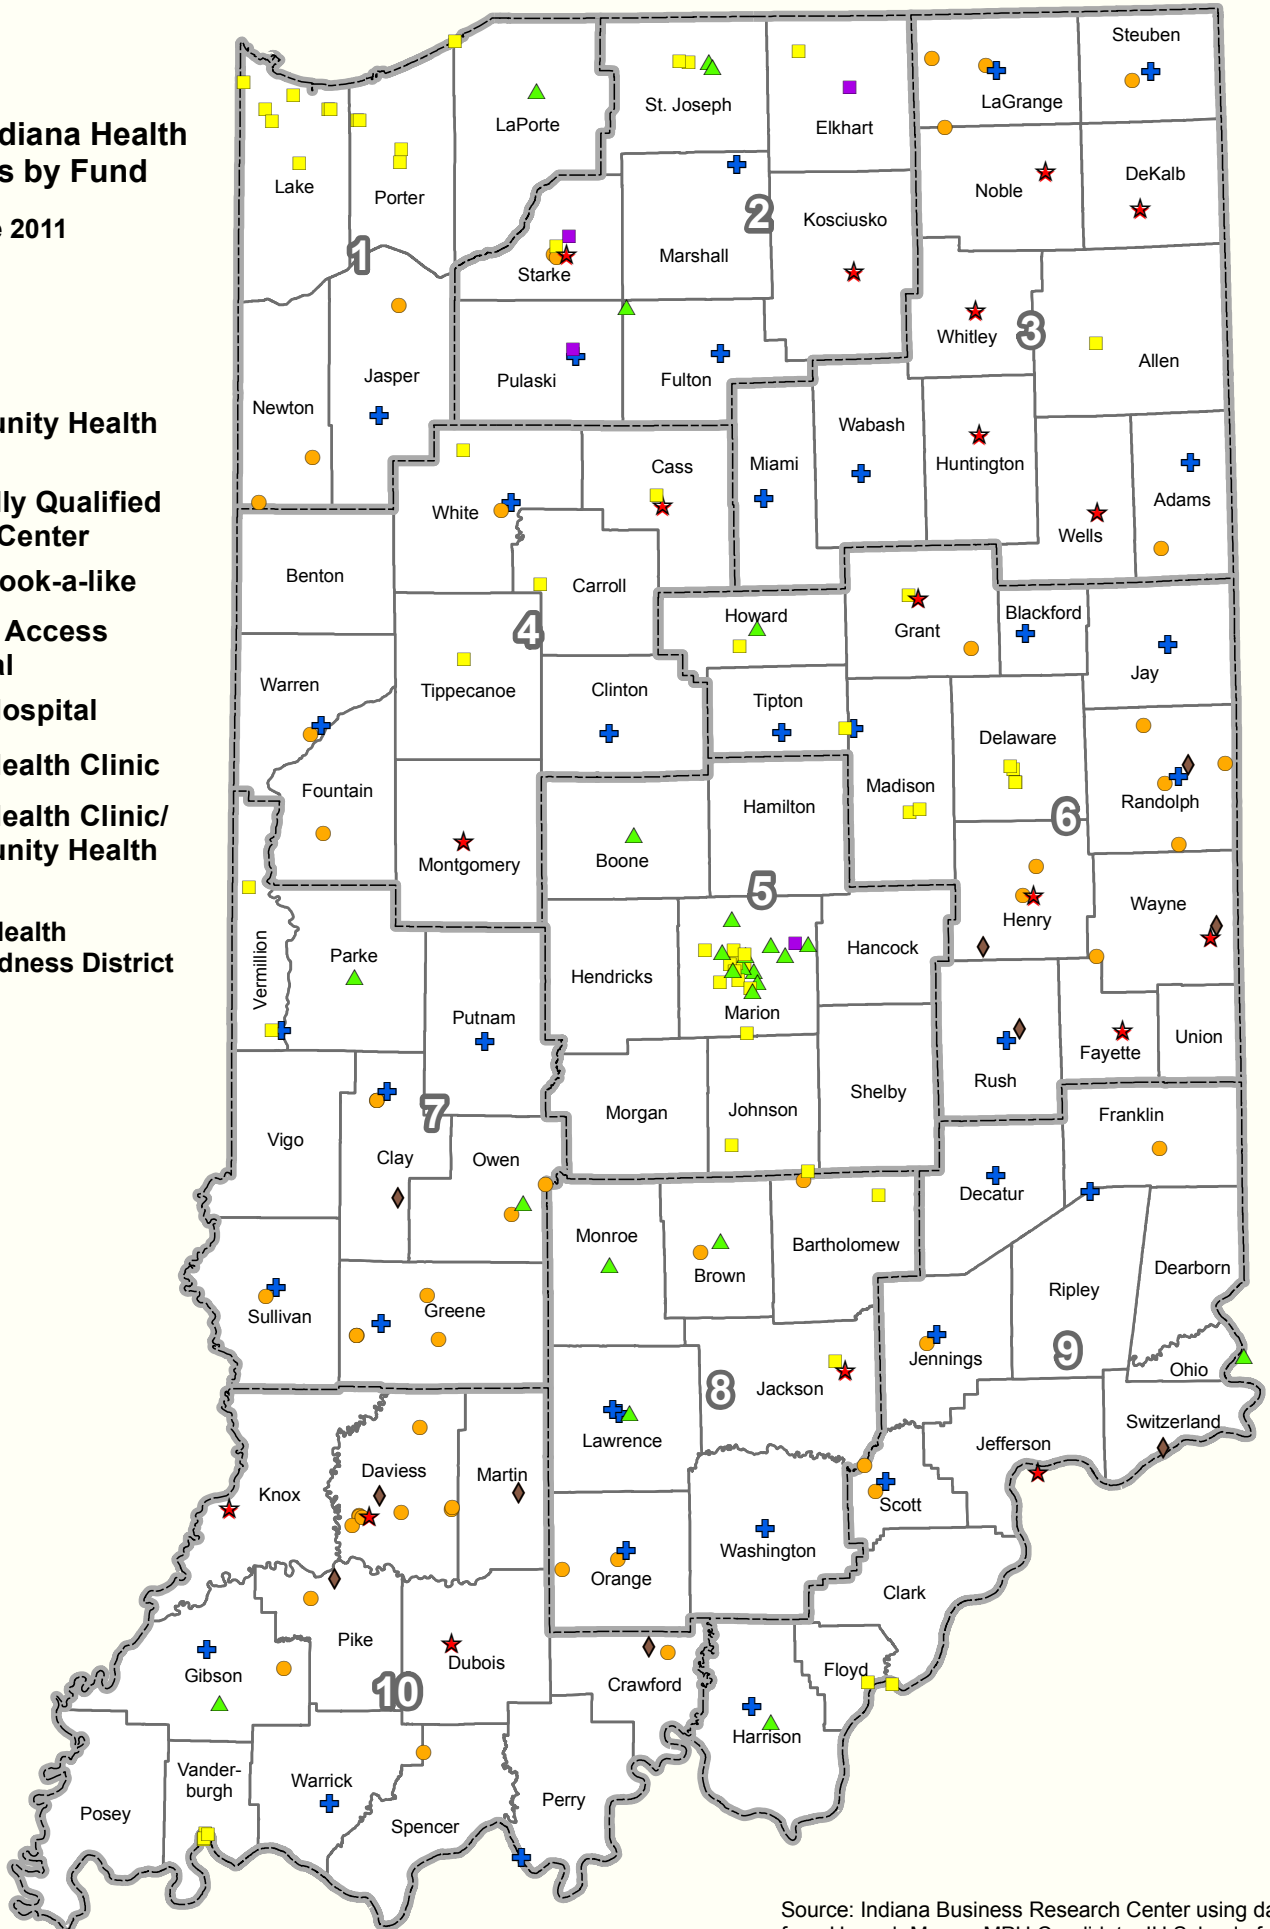 diana Health
s by Fund
e 2011
unity Health
lly Qualified
Center
ook-a-like
Access
al
Hospital
Health Clinic
Health Clinic/
unity Health
Health
dness District
Steuben
LaGrange
St. Joseph
LaPorte
Elkhart
Lake
Porter
Noble
DeKalb
Kosciusko
2
Marshall
1
Starke
Whitley
3
Allen
Jasper
Pulaski
Fulton
Newton
Wabash
Cass
Miami
Huntington
White
Adams
Wells
Benton
Carroll
Howard
Blackford
4
Grant
Jay
Warren
Tippecanoe
Clinton
Tipton
Delaware
Fountain
Madison
Hamilton
Randolph
6
Montgomery
Boone
5
Henry
Wayne
Vermillion
Parke
Hancock
Hendricks
Marion
Putnam
Union
Fayette
Rush
Shelby
Morgan
Johnson
7
Franklin
Vigo
Clay
Owen
Decatur
Monroe
Bartholomew
Brown
Dearborn
Ripley
Sullivan
Greene
Jennings
9
Ohio
8
Jackson
Switzerland
Lawrence
Jefferson
Daviess
Martin
Knox
Scott
Washington
Orange
Clark
Pike
Dubois
Gibson
Floyd
Crawford
10
Harrison
Vander-
burgh
Warrick
Perry
Posey
Spencer
Source: Indiana Business Research Center using da